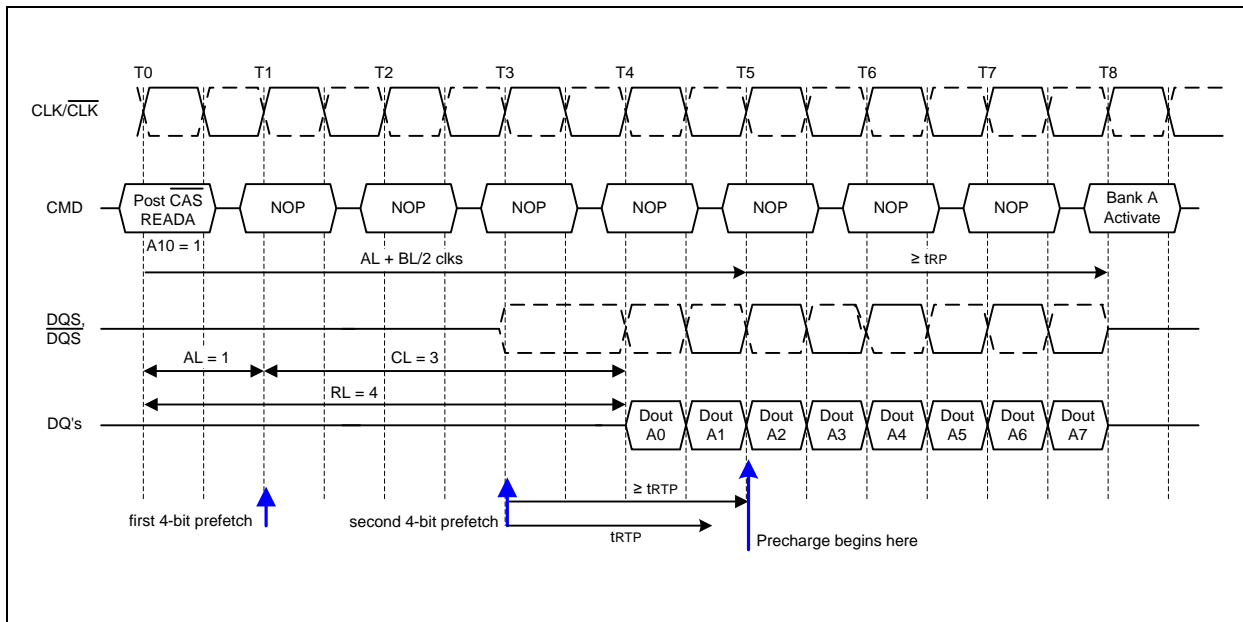 T0 T1 T2 T3 T4 T5 T6 T7 T8
CLK/CLK
CMD
Post CAS
READA
NOP NOP NOP NOP NOP NOP NOP
Bank A
Activate
A10 = 1
AL + BL/2 clks
≥ tRP
DQS,
DQS
AL = 1
CL = 3
RL = 4
DQ's
Dout
A0
Dout
A1
Dout
A2
Dout
A3
Dout
A4
Dout
A5
Dout
A6
Dout
A7
first 4-bit prefetch
second 4-bit prefetch
≥ tRTP
tRTP
Precharge begins here